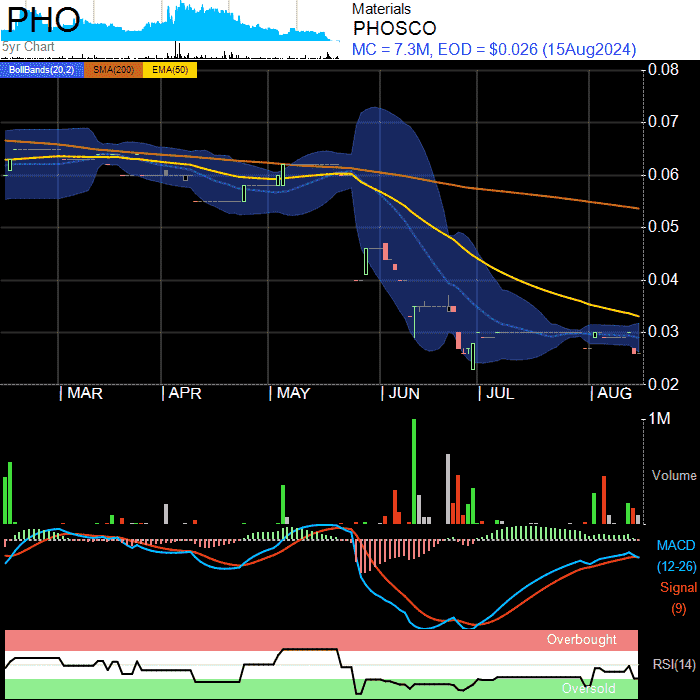 PHO
5yr Chart
Materials
PHOSCO
MC = 7.3M, EOD = $0.026 (15Aug2024)
BollBands(20,2) SMA(200) EMA(50)
0.08
0.07
0.06
0.05
0.04
0.03
0.02
MAR APR MAY JUN JUL AUG
1M
Volume
MACD
(12-26)
Signal
(9)
Overbought
RSI(14)
Oversold